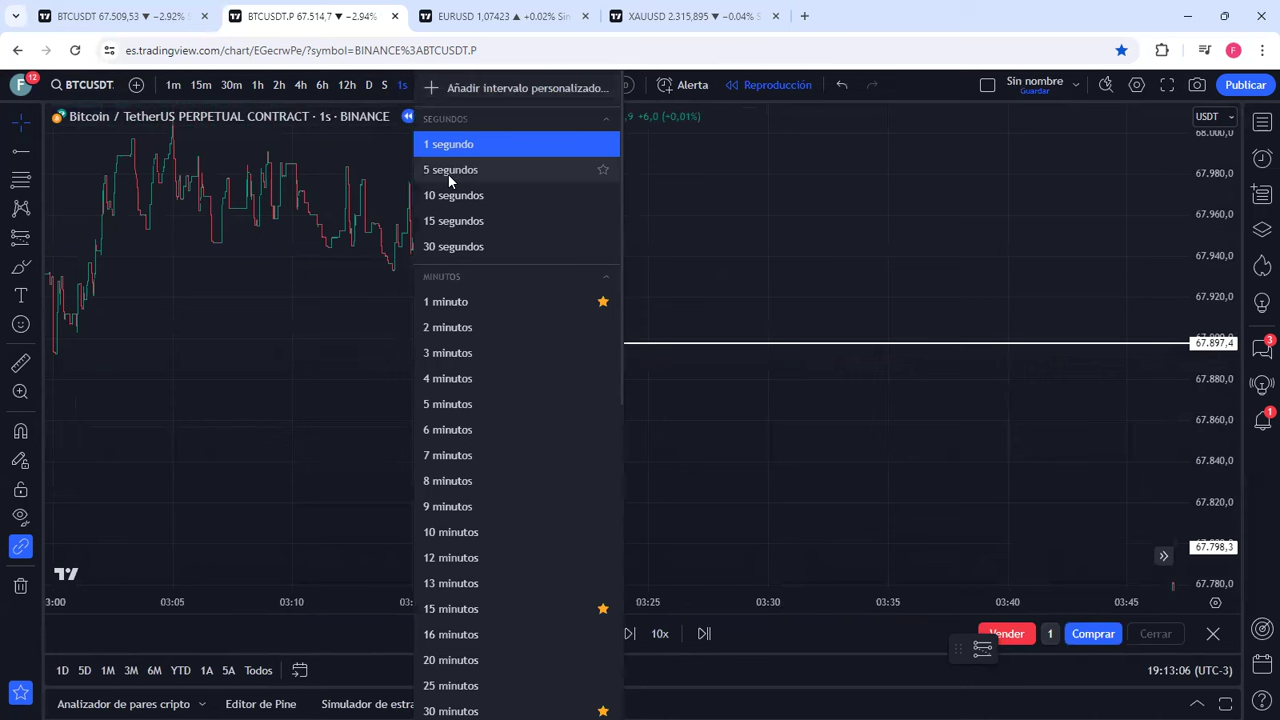 BTCUSDT 67.509,53 ▼ −2.92%
BTCUSDT.P 67.514,7 ▼ −2.94%
EURUSD 1,07423 ▲ +0.02% Sin
XAUUSD 2.315,895 ▼ −0.04%
es.tradingview.com/chart/EGecrwPe/?symbol=BINANCE%3ABTCUSDT.P
F
F
12
BTCUSDT.
1m 15m 30m 1h 2h 4h 6h 12h D S 1s
Alerta
Reproducción
Sin nombre
Guardar
Publicar
Bitcoin / TetherUS PERPETUAL CONTRACT · 1s · BINANCE
,9 +6,0 (+0,01%)
USDT
Añadir intervalo personalizado...
SEGUNDOS
1 segundo
5 segundos
10 segundos
15 segundos
30 segundos
MINUTOS
1 minuto
2 minutos
3 minutos
4 minutos
5 minutos
6 minutos
7 minutos
8 minutos
9 minutos
10 minutos
12 minutos
13 minutos
15 minutos
16 minutos
20 minutos
25 minutos
30 minutos
68.000,0
67.980,0
67.960,0
67.940,0
67.920,0
67.897,4
67.880,0
67.860,0
67.840,0
67.820,0
67.798,3
67.780,0
3
1
3:00 03:05 03:10 03: 03:25 03:30 03:35 03:40 03:45
10x
Vender 1 Comprar Cerrar
1D 5D 1M 3M 6M YTD 1A 5A Todos
19:13:06 (UTC-3)
Analizador de pares cripto Editor de Pine Simulador de estra